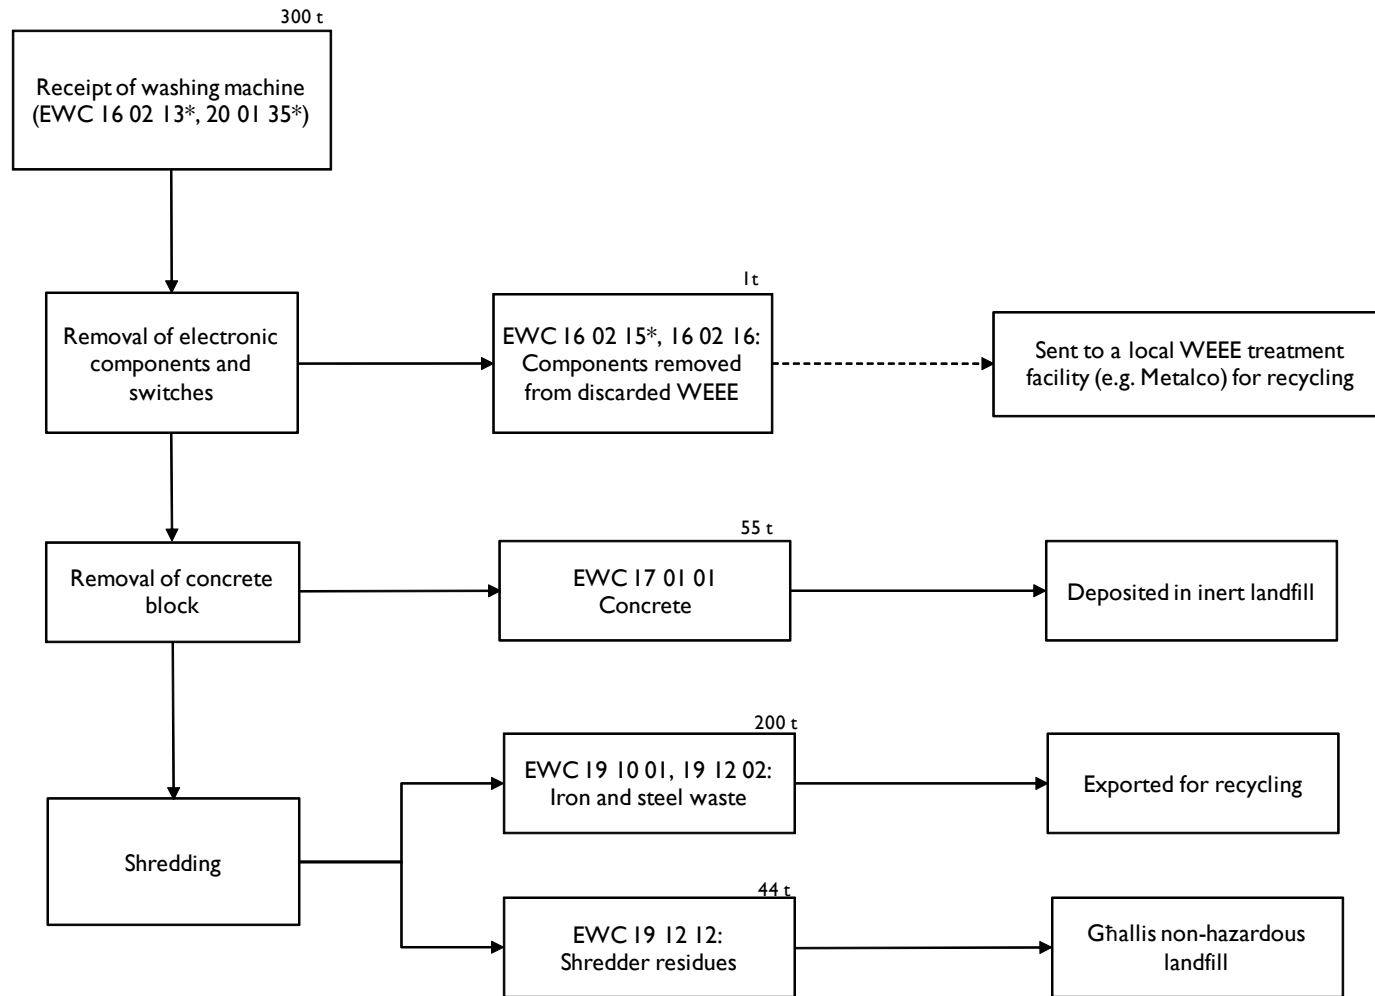 300 t
Receipt of washing machine
(EWC 16 02 13*, 20 01 35*)
Removal of electronic
components and
switches
1t
EWC 16 02 15*, 16 02 16:
Components removed
from discarded WEEE
Sent to a local WEEE treatment
facility (e.g. Metalco) for recycling
Removal of concrete
block
55 t
EWC 17 01 01
Concrete
Deposited in inert landfill
Shredding
200 t
EWC 19 10 01, 19 12 02:
Iron and steel waste
Exported for recycling
44 t
EWC 19 12 12:
Shredder residues
Għallis non-hazardous
landfill